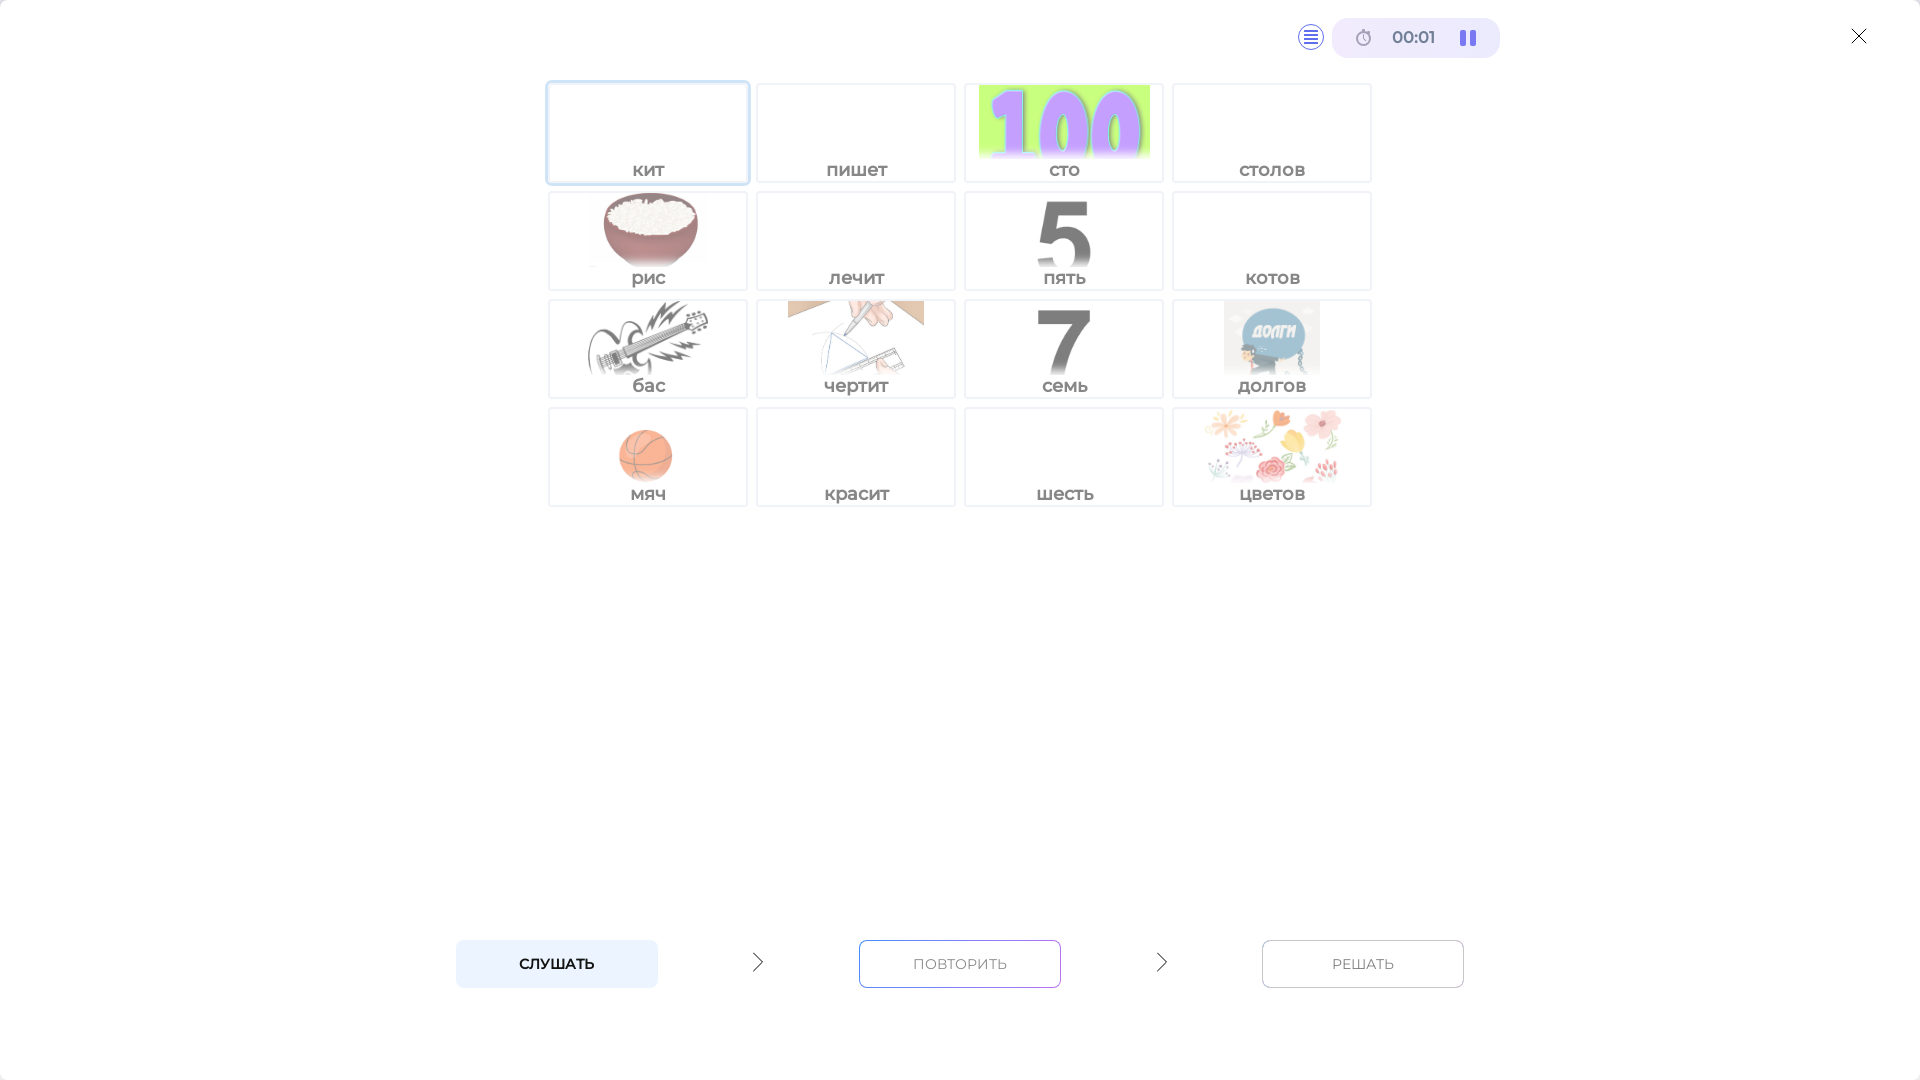 00:01
кит
пишет
100
сто
столов
рис
лечит
5
пять
котов
бас
чертит
7
семь
ДОЛГИ
долгов
мяч
красит
шесть
цветов
СЛУШАТЬ
ПОВТОРИТЬ
РЕШАТЬ